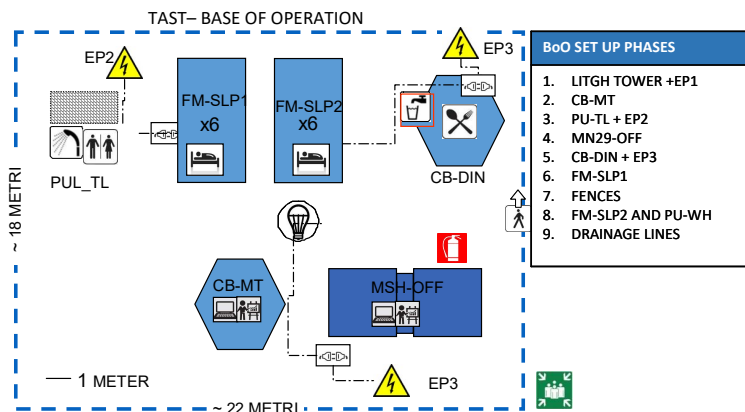 TAST– BASE OF OPERATION
EP2
EP3
FM-SLP1
x6
FM-SLP2
x6
PUL_TL
CB-DIN
~ 18 METRI
CB-MT
MSH-OFF
1 METER
EP3
~ 22 METRI
BoO SET UP PHASES
1. LITGH TOWER +EP1
2. CB-MT
3. PU-TL + EP2
4. MN29-OFF
5. CB-DIN + EP3
6. FM-SLP1
7. FENCES
8. FM-SLP2 AND PU-WH
9. DRAINAGE LINES